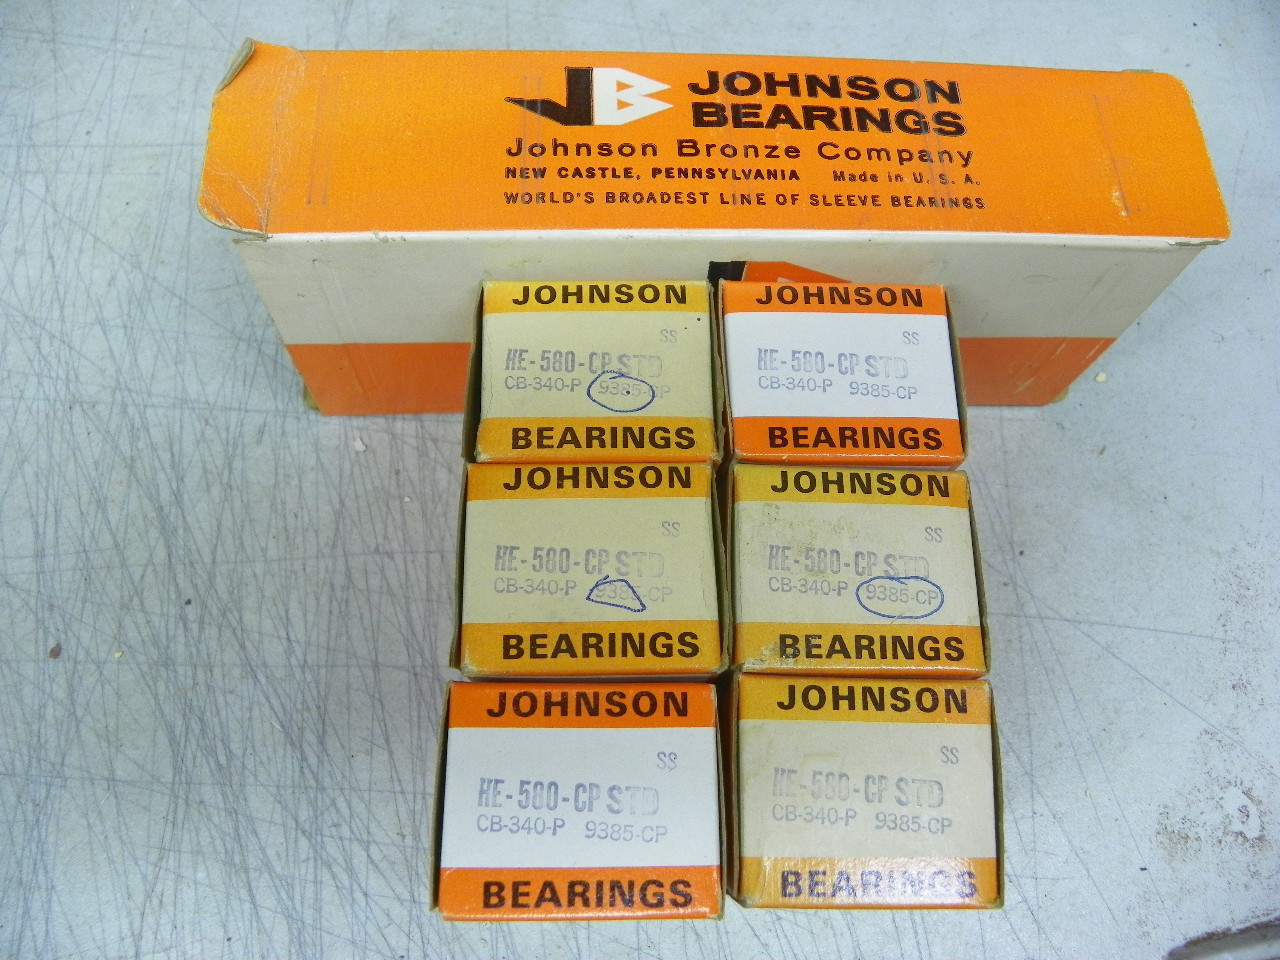 JB JOHNSON
BEARINGS
Johnson Bronze Company
NEW CASTLE, PENNSYLVANIA Made in U. S. A.
WORLD'S BROADEST LINE OF SLEEVE BEARINGS
JOHNSON
SS
HE-580-CP STD
CB-340-P 9385-CP
BEARINGS
JOHNSON
SS
HE-580-CP STD
CB-340-P 9385-CP
BEARINGS
JOHNSON
SS
HE-580-CP STD
CB-340-P 9385-CP
BEARINGS
JOHNSON
SS
HE-580-CP STD
CB-340-P 9385-CP
BEARINGS
JOHNSON
SS
HE-580-CP STD
CB-340-P 9385-CP
BEARINGS
JOHNSON
SS
HE-580-CP STD
CB-340-P 9385-CP
BEARINGS